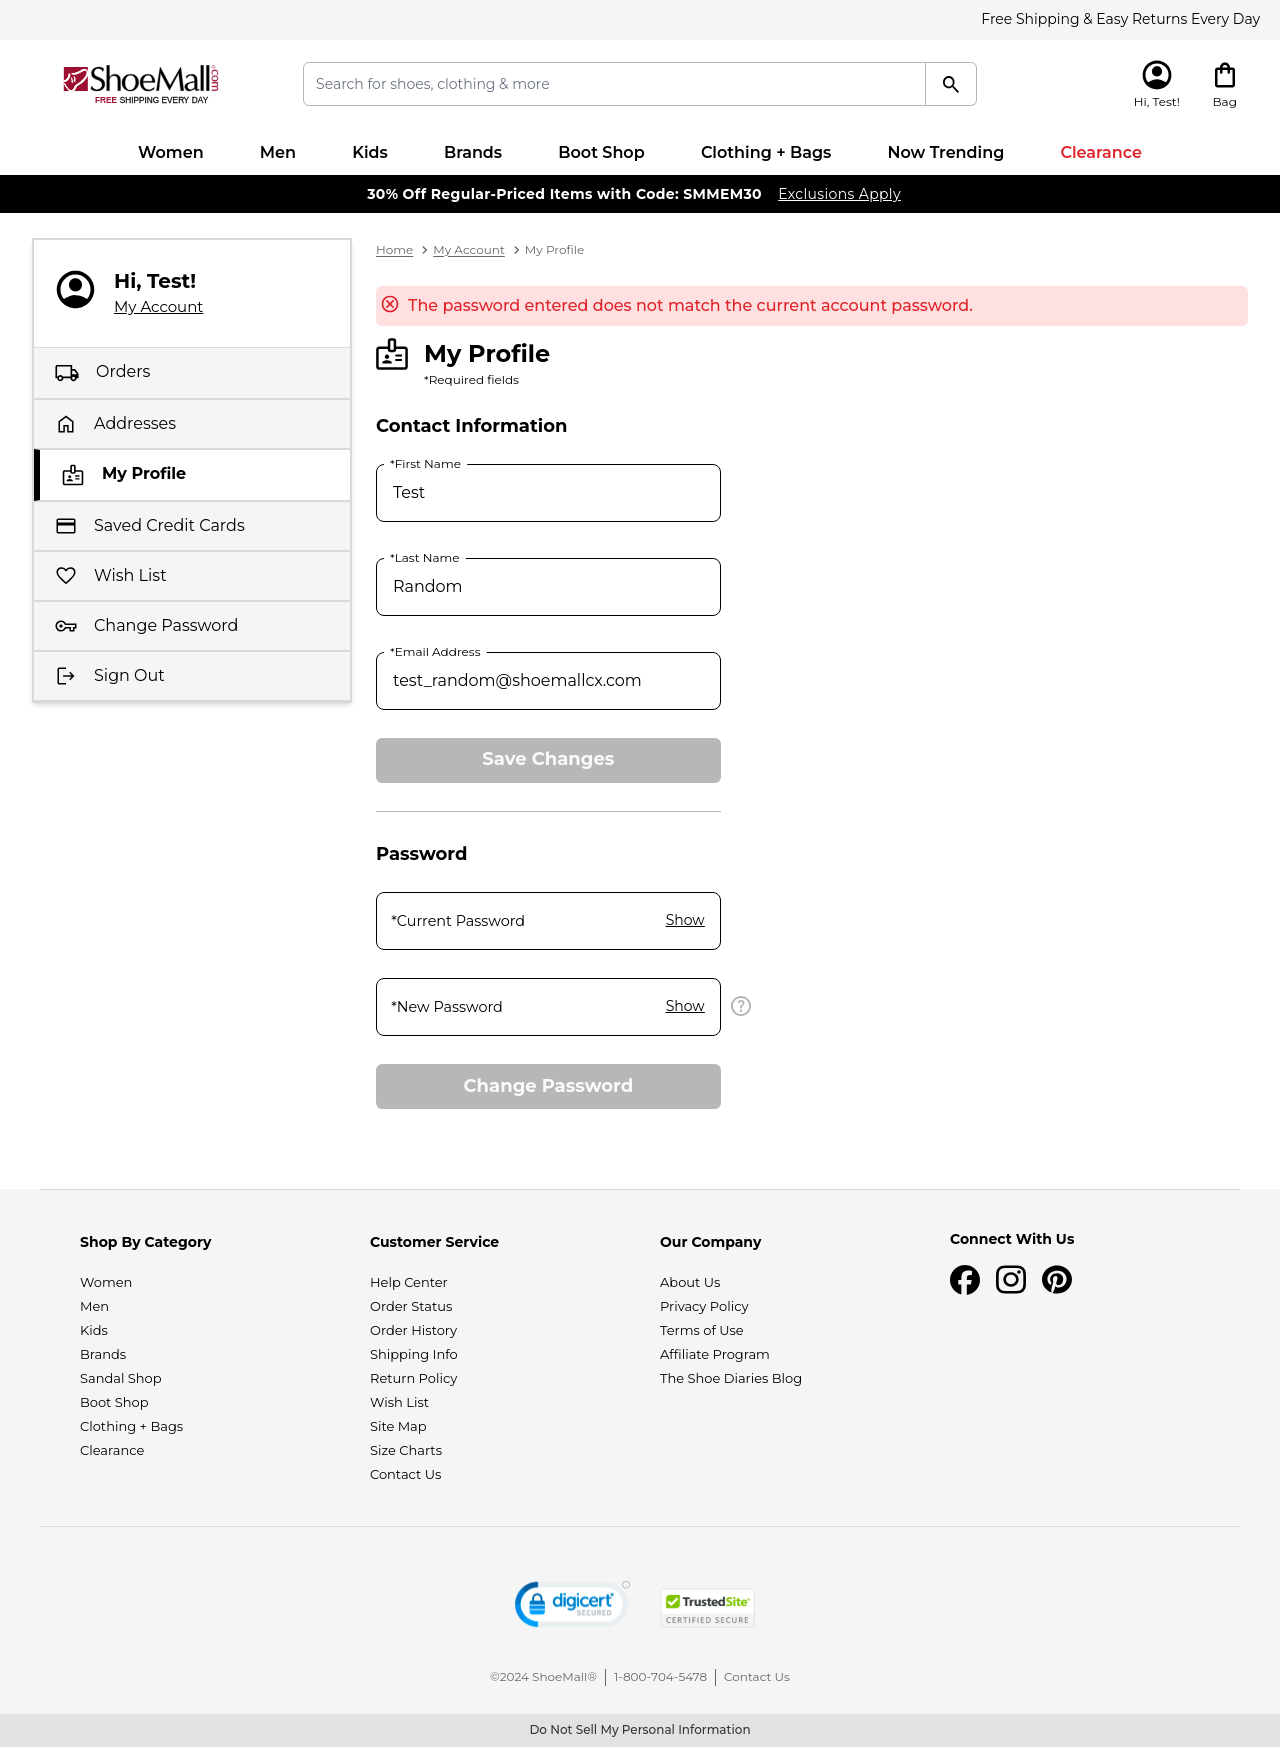 Free Shipping & Easy Returns Every Day
ShoeMall.com
FREE SHIPPING EVERY DAY
Search for shoes, clothing & more
Hi, Test!
Bag
Women Men Kids Brands Boot Shop Clothing + Bags Now Trending Clearance
30% Off Regular-Priced Items with Code: SMMEM30 Exclusions Apply
Hi, Test!
My Account
Orders
Addresses
My Profile
Saved Credit Cards
Wish List
Change Password
Sign Out
Home > My Account > My Profile
The password entered does not match the current account password.
My Profile
*Required fields
Contact Information
*First Name
Test
*Last Name
Random
*Email Address
test_random@shoemallcx.com
Save Changes
Password
*Current Password Show
*New Password Show
?
Change Password
Shop By Category
Women
Men
Kids
Brands
Sandal Shop
Boot Shop
Clothing + Bags
Clearance
Customer Service
Help Center
Order Status
Order History
Shipping Info
Return Policy
Wish List
Site Map
Size Charts
Contact Us
Our Company
About Us
Privacy Policy
Terms of Use
Affiliate Program
The Shoe Diaries Blog
Connect With Us
digicert
SECURED
TrustedSite
CERTIFIED SECURE
©2024 ShoeMall® | 1-800-704-5478 | Contact Us
Do Not Sell My Personal Information